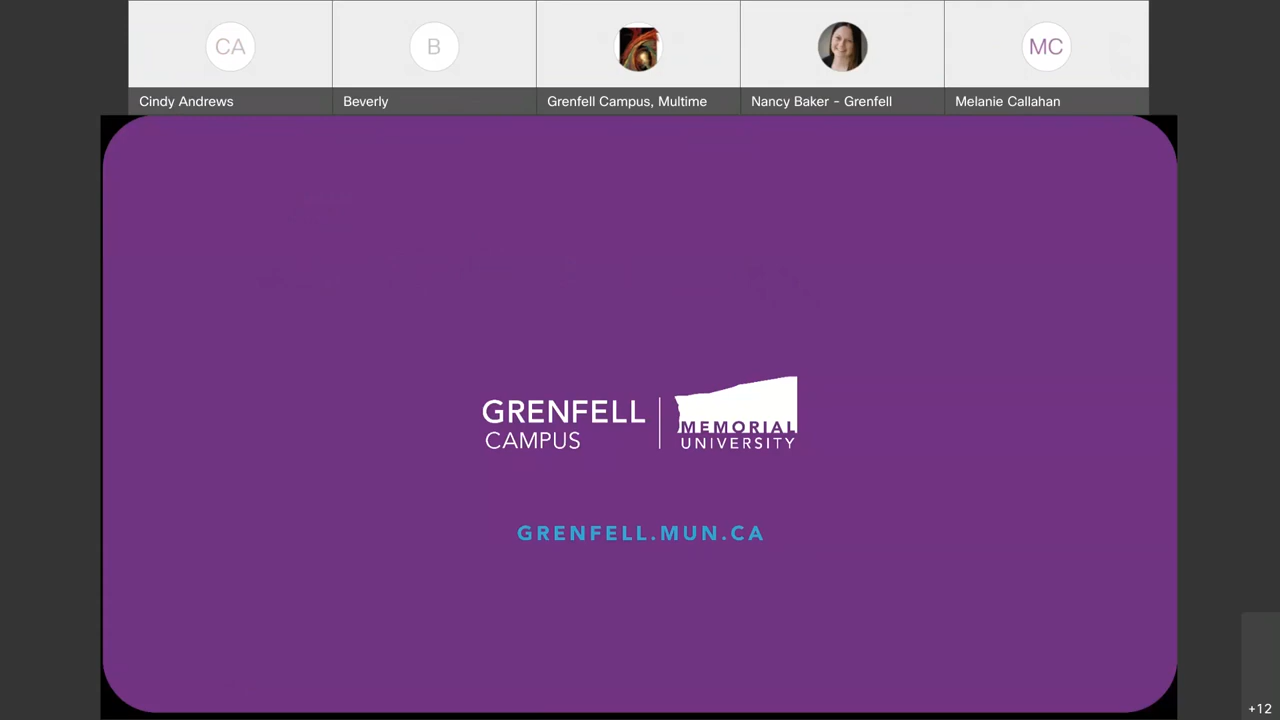 CA
B
MC
Cindy Andrews
Beverly
Grenfell Campus, Multime
Nancy Baker - Grenfell
Melanie Callahan
GRENFELL
CAMPUS
MEMORIAL
UNIVERSITY
GRENFELL.MUN.CA
+12